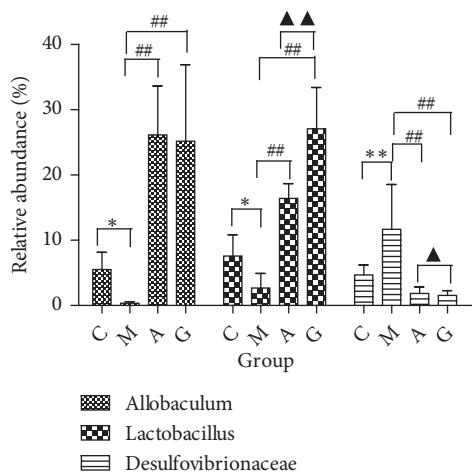 ▲▲
##
##
##
##
##
##
**
*
*
▲
40
30
20
10
0
Relative abundance (%)
C M A G C M A G C M A G
Group
Allobaculum
Lactobacillus
Desulfovibrionaceae